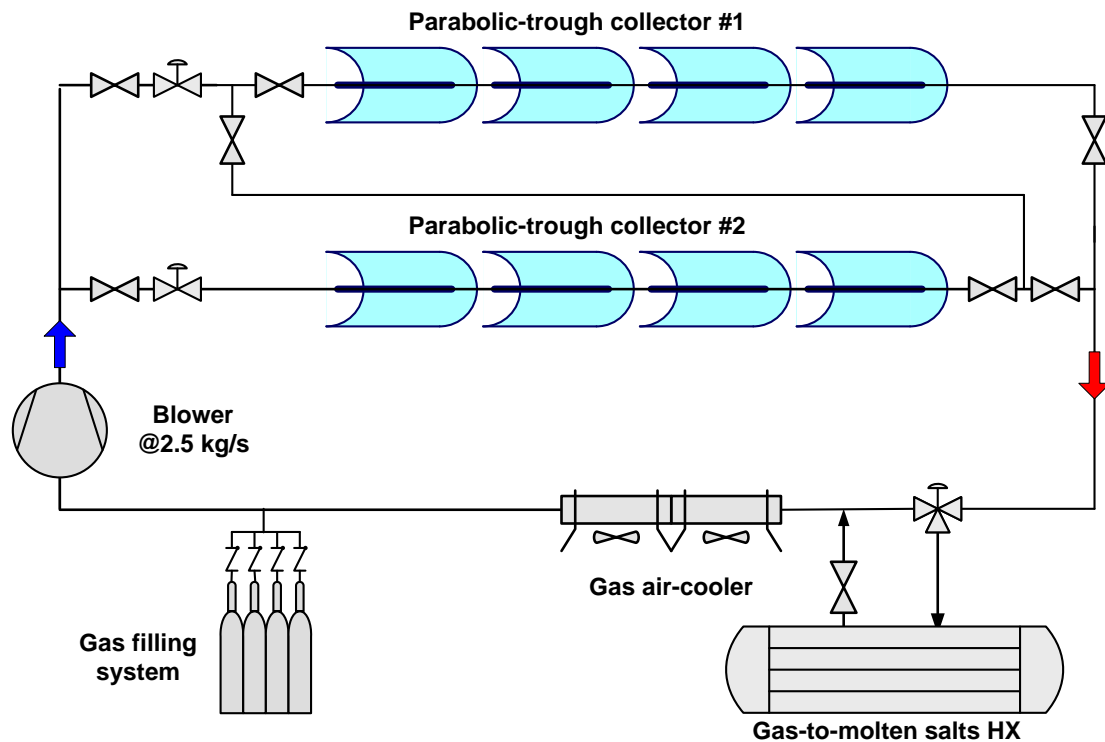 Parabolic-trough collector #1
Parabolic-trough collector #2
Blower
@2.5 kg/s
Gas air-cooler
Gas filling
system
Gas-to-molten salts HX